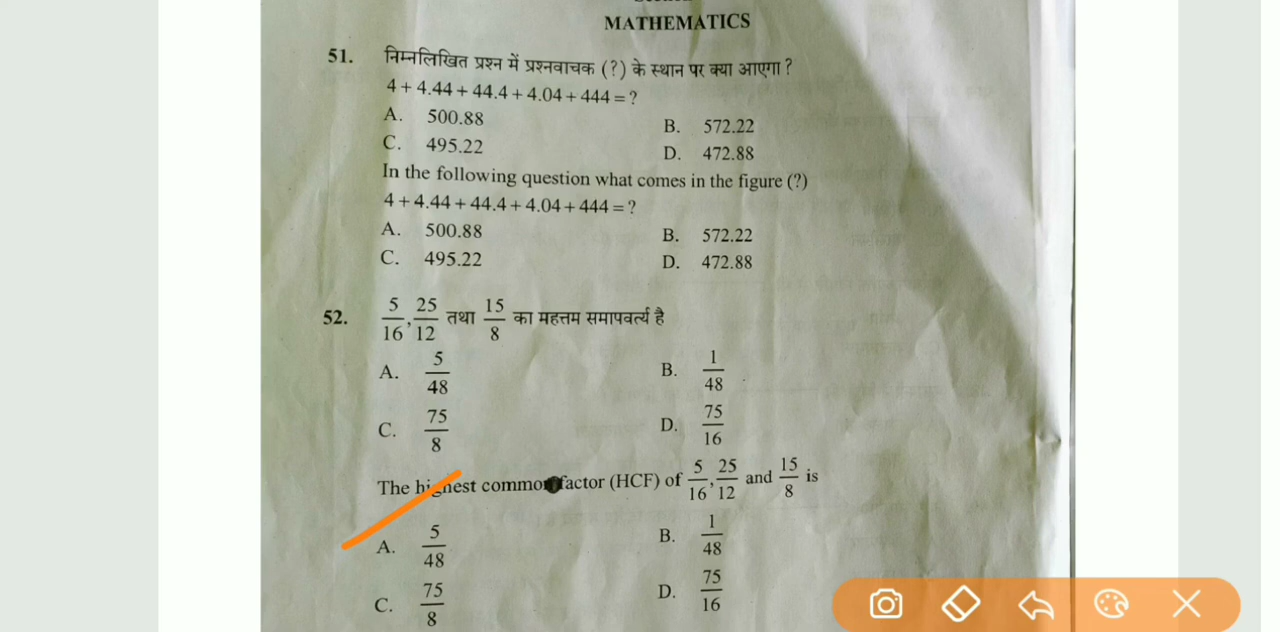 MATHEMATICS
51. निम्नलिखित प्रश्न में प्रश्नवाचक (?) के स्थान पर क्या आएगा ?
4 + 4.44 + 44.4 + 4.04 + 444 = ?
A. 500.88 B. 572.22
C. 495.22 D. 472.88
In the following question what comes in the figure (?)
4 + 4.44 + 44.4 + 4.04 + 444 = ?
A. 500.88 B. 572.22
C. 495.22 D. 472.88
52. 5/16, 25/12 तथा 15/8 का महत्तम समापवर्त्य है
A. 5/48 B. 1/48
C. 75/8 D. 75/16
The highest common factor (HCF) of 5/16, 25/12 and 15/8 is
A. 5/48 B. 1/48
C. 75/8 D. 75/16